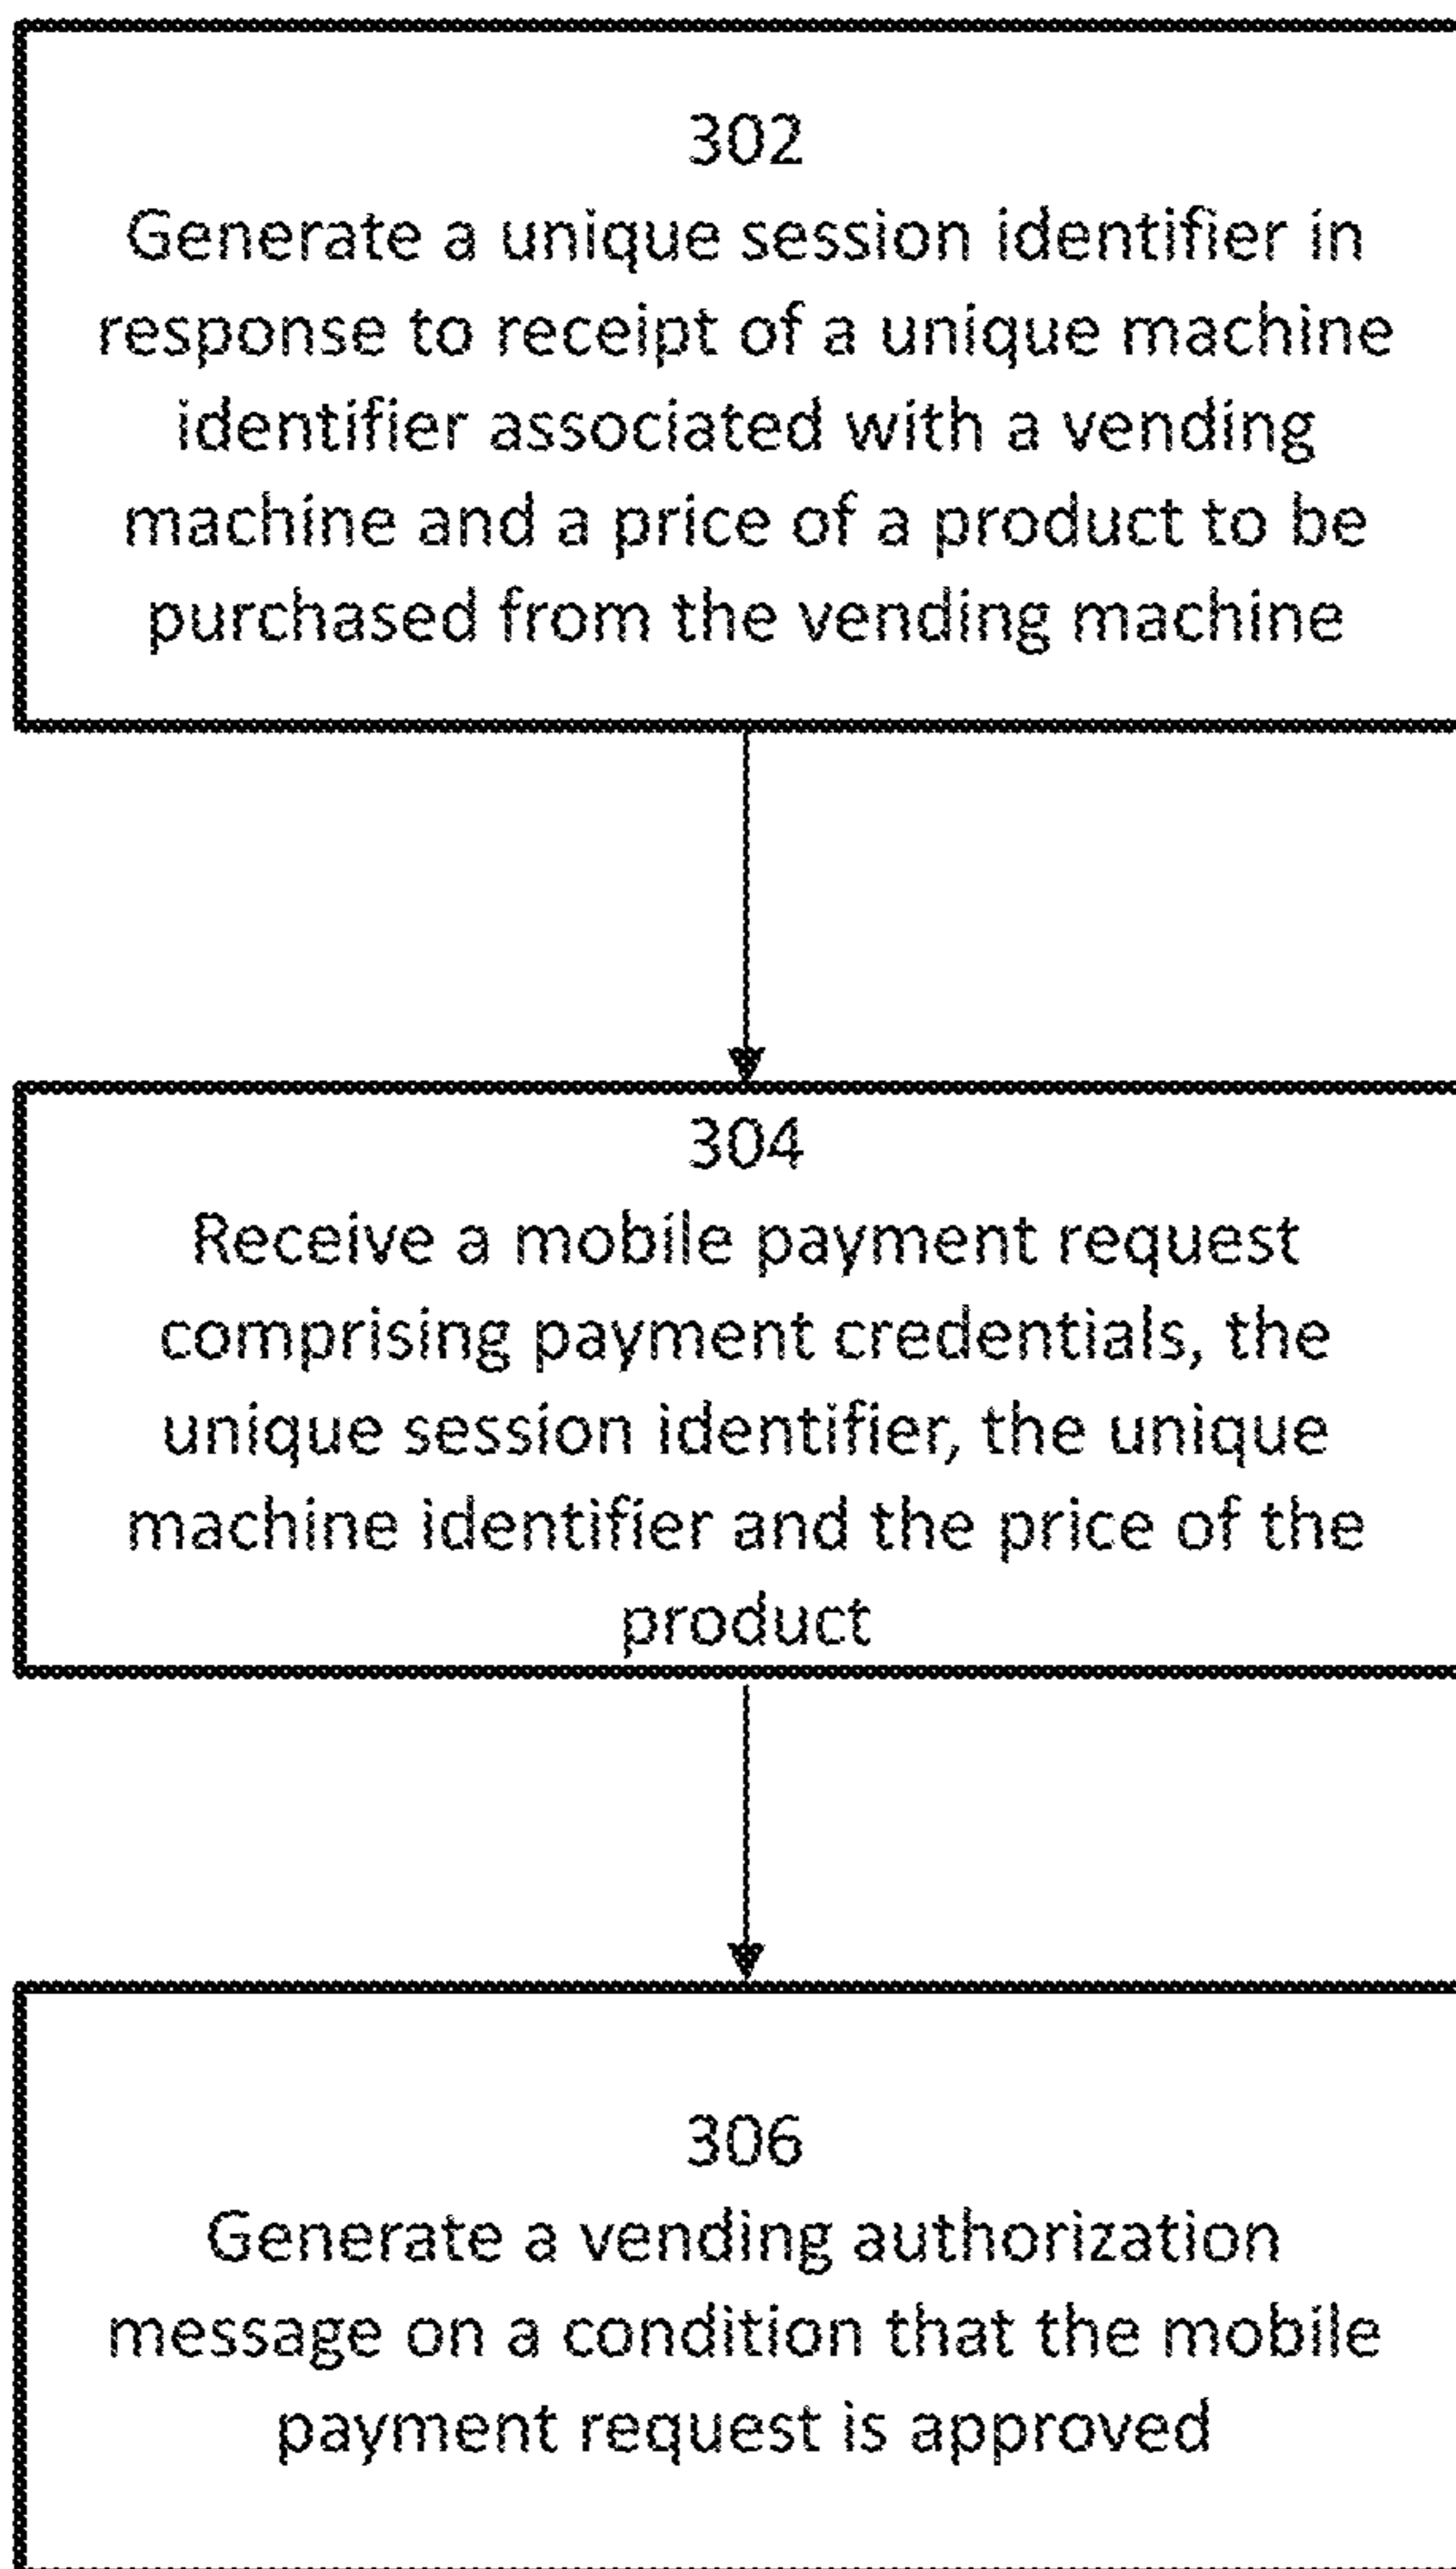 302
Generate a unique session identifier in
response to receipt of a unique machine
identifier associated with a vending
machine and a price of a product to be
purchased from the vending machine
304
Receive a mobile payment request
comprising payment credentials, the
unique session identifier, the unique
machine identifier and the price of the
product
306
Generate a vending authorization
message on a condition that the mobile
payment request is approved